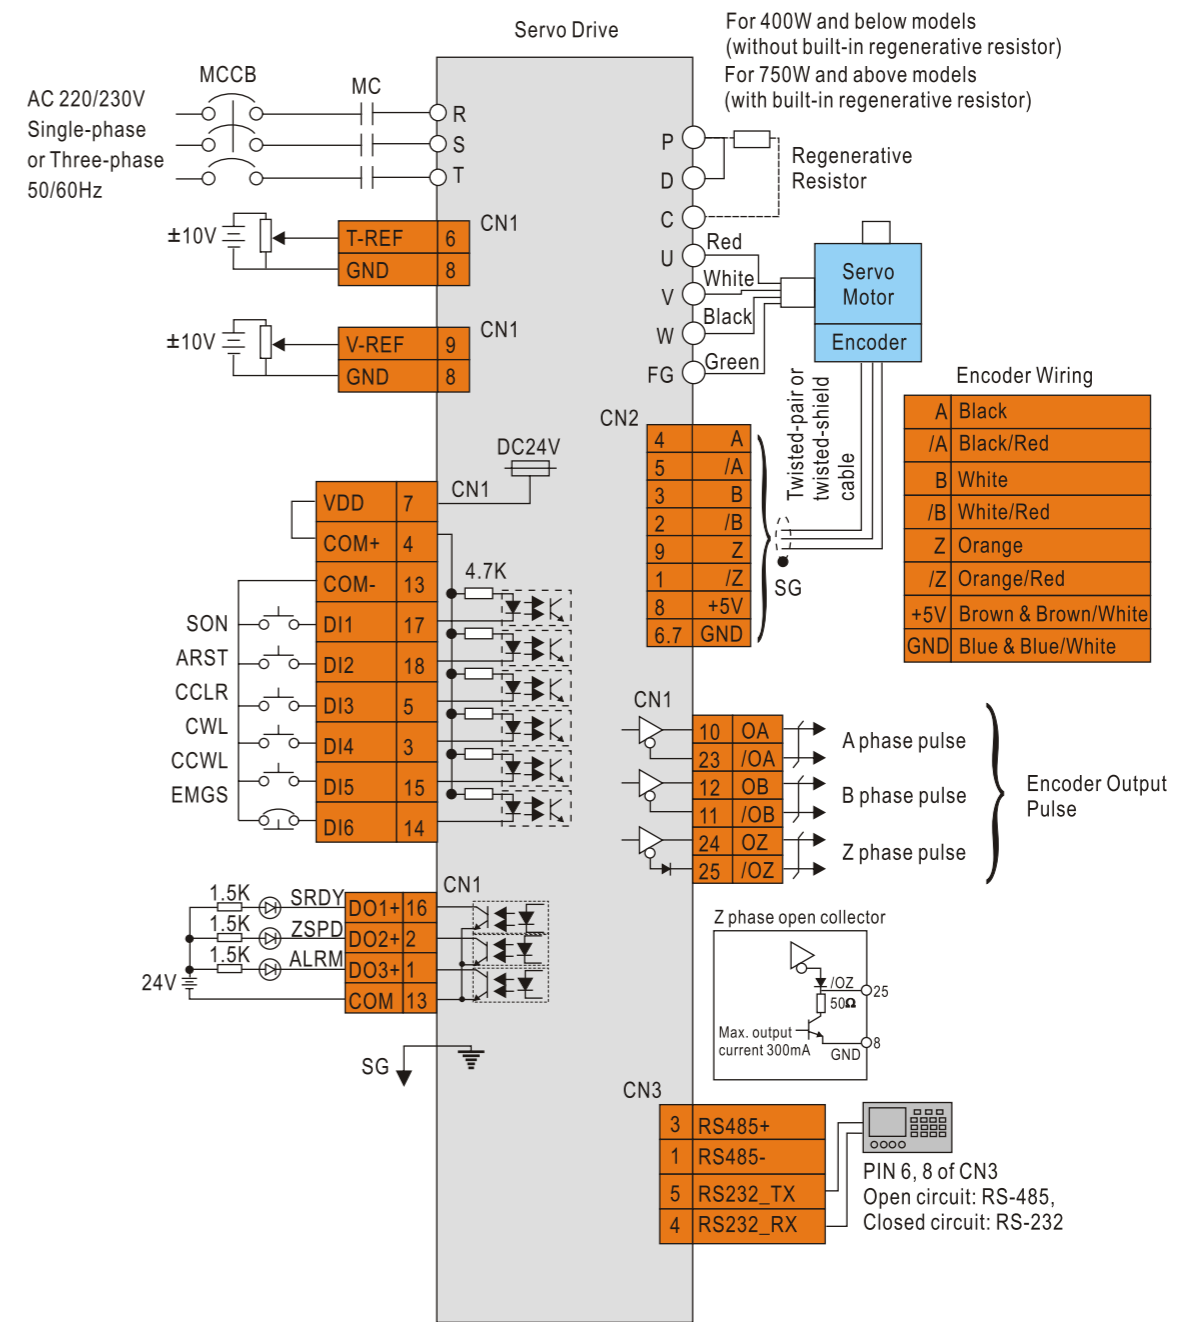 Servo Drive
For 400W and below models
(without built-in regenerative resistor)
For 750W and above models
(with built-in regenerative resistor)
MCCB
MC
AC 220/230V
Single-phase
or Three-phase
50/60Hz
R
S
T
P
D
C
Regenerative
Resistor
±10V
T-REF 6
GND 8
CN1
±10V
V-REF 9
GND 8
CN1
U Red
V White
W Black
FG Green
Servo
Motor
Encoder
Twisted-pair or
twisted-shield
cable
SG
Encoder Wiring
A Black
/A Black/Red
B White
/B White/Red
Z Orange
/Z Orange/Red
+5V Brown & Brown/White
GND Blue & Blue/White
CN2
4 A
5 /A
3 B
2 /B
9 Z
1 /Z
8 +5V
6.7 GND
DC24V
CN1
VDD 7
COM+ 4
COM- 13
4.7K
SON DI1 17
ARST DI2 18
CCLR DI3 5
CWL DI4 3
CCWL DI5 15
EMGS DI6 14
CN1
10 OA
23 /OA
A phase pulse
12 OB
11 /OB
B phase pulse
24 OZ
25 /OZ
Z phase pulse
Encoder Output
Pulse
CN1
1.5K SRDY DO1+ 16
1.5K ZSPD DO2+ 2
1.5K ALRM DO3+ 1
24V COM 13
SG
Z phase open collector
/OZ 25
50Ω
Max. output
current 300mA
GND 8
CN3
3 RS485+
1 RS485-
5 RS232_TX
4 RS232_RX
PIN 6, 8 of CN3
Open circuit: RS-485,
Closed circuit: RS-232